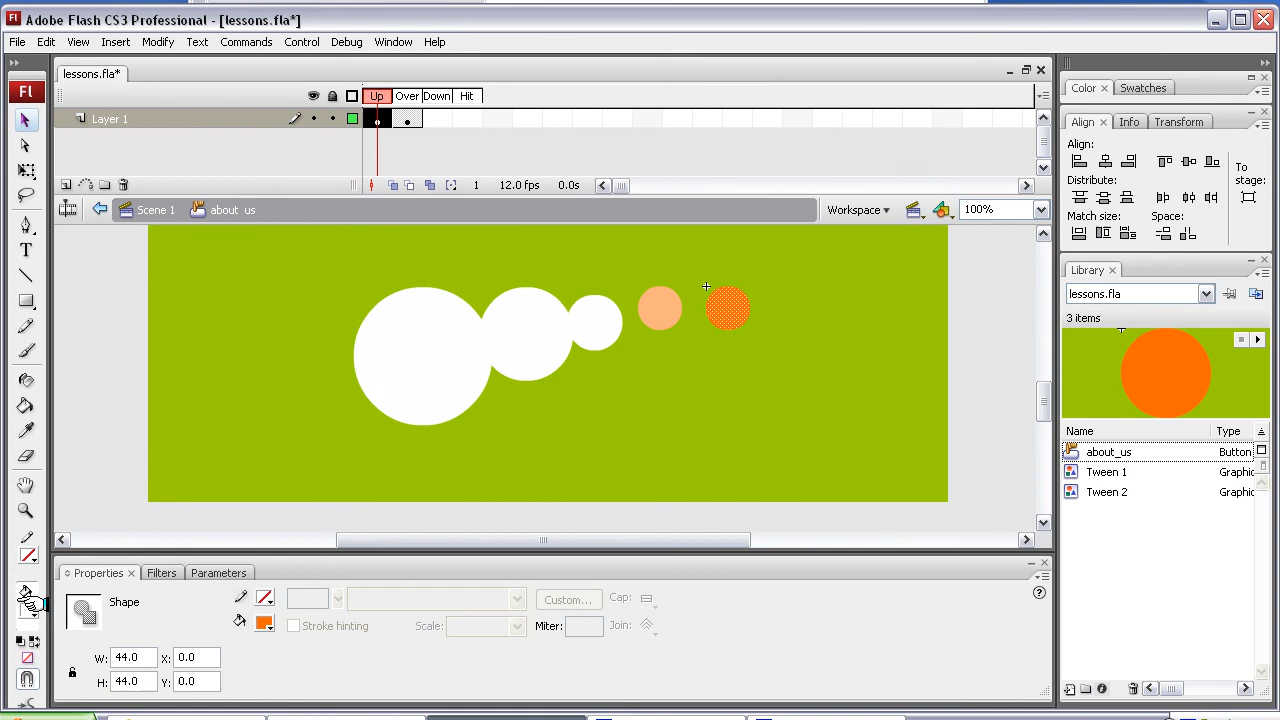 Adobe Flash CS3 Professional - [lessons.fla*]
File Edit View Insert Modify Text Commands Control Debug Window Help
lessons.fla*
Fl
Up Over Down Hit
Layer 1
1 12.0 fps 0.0s
Scene 1 about us Workspace 100%
Color Swatches
Align Info Transform
Align:
Distribute:
Match size: Space:
To stage:
Library
lessons.fla
3 items
Name Type
about_us Button
Tween 1 Graphic
Tween 2 Graphic
Properties Filters Parameters
Shape
Custom... Cap:
Stroke hinting Scale: Miter: Join:
W: 44.0 X: 0.0
H: 44.0 Y: 0.0